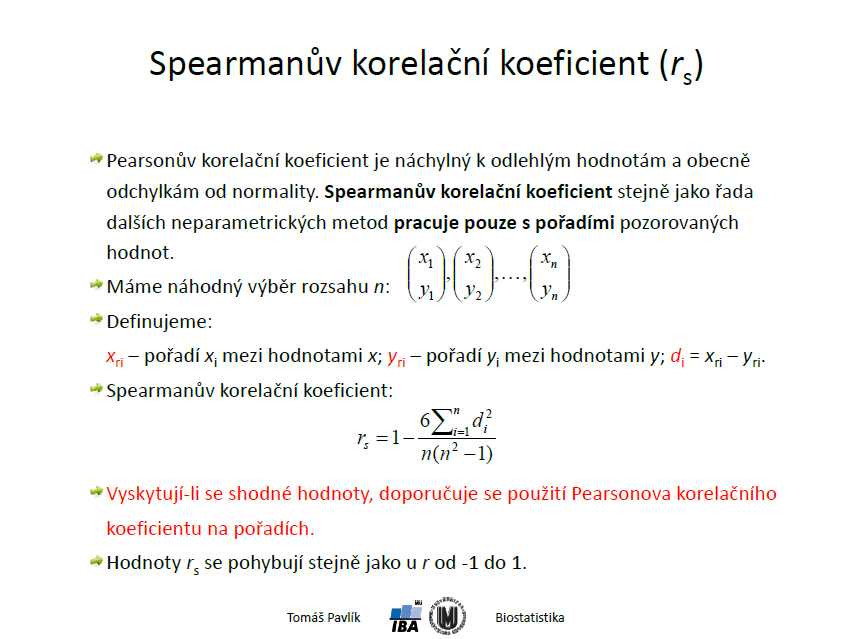 Spearmanův korelační koeficient (rs)
Pearsonův korelační koeficient je náchylný k odlehlým hodnotám a obecně
odchylkám od normality. Spearmanův korelační koeficient stejně jako řada
dalších neparametrických metod pracuje pouze s pořadími pozorovaných
hodnot.
Máme náhodný výběr rozsahu n: (x1 y1), (x2 y2), ..., (xn yn)
Definujeme:
xri – pořadí xi mezi hodnotami x; yri – pořadí yi mezi hodnotami y; di = xri – yri.
Spearmanův korelační koeficient:
rs = 1 − 6∑ⁿi=1 di² / n(n² − 1)
Vyskytují-li se shodné hodnoty, doporučuje se použití Pearsonova korelačního
koeficientu na pořadích.
Hodnoty rs se pohybují stejně jako u r od -1 do 1.
Tomáš Pavlík IBA Biostatistika